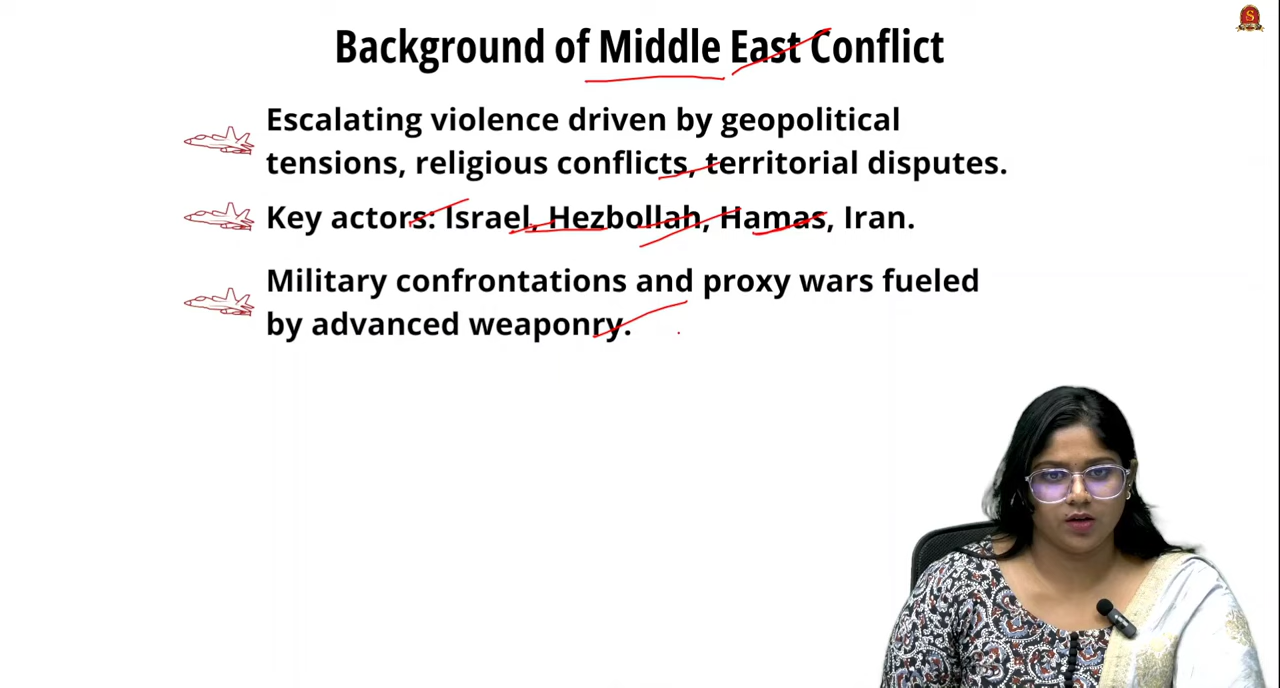 Background of Middle East Conflict
Escalating violence driven by geopolitical
tensions, religious conflicts, territorial disputes.
Key actors: Israel, Hezbollah, Hamas, Iran.
Military confrontations and proxy wars fueled
by advanced weaponry.